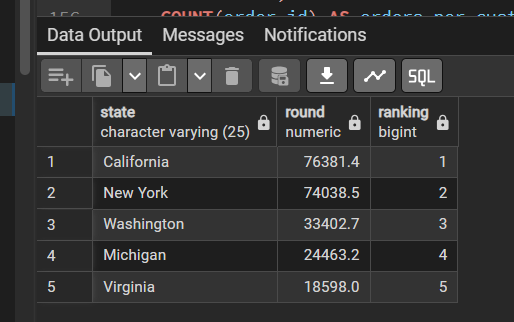 COUNT(order_id) AS orders_per_cust
Data Output Messages Notifications
SQL
state round ranking
character varying (25) numeric bigint
1 California 76381.4 1
2 New York 74038.5 2
3 Washington 33402.7 3
4 Michigan 24463.2 4
5 Virginia 18598.0 5